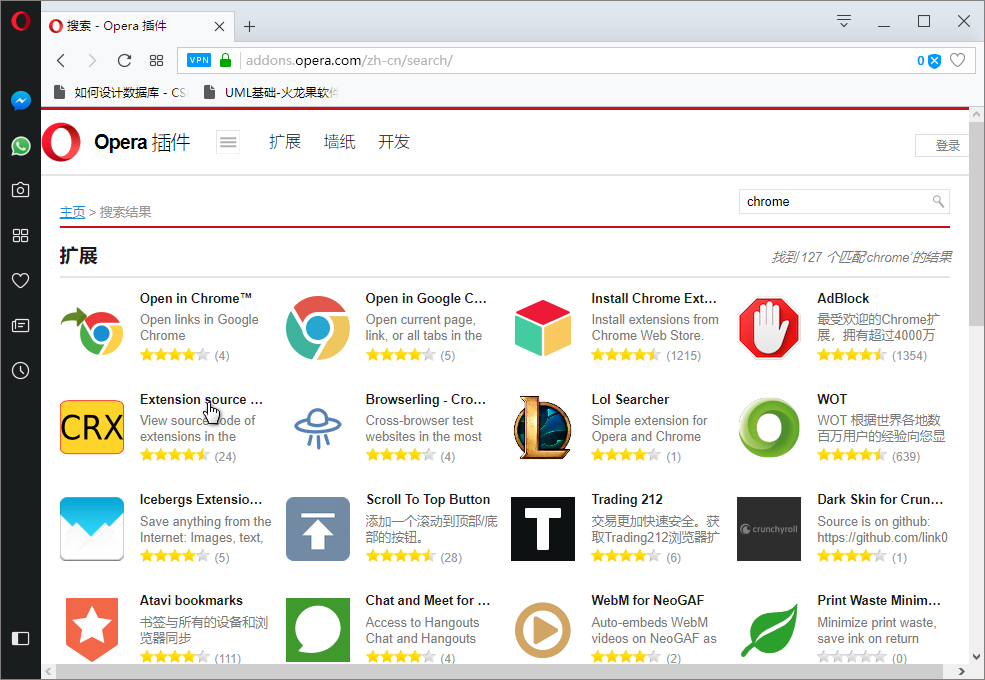 搜索 - Opera 插件
VPN addons.opera.com/zh-cn/search/ 0
如何设计数据库 - CS UML基础-火龙果软件
Opera 插件 扩展 墙纸 开发 登录
主页 > 搜索结果 chrome
扩展 找到 127 个匹配'chrome'的结果
Open in Chrome™
Open links in Google
Chrome
(4)
Open in Google C...
Open current page,
link, or all tabs in the
(5)
Install Chrome Ext...
Install extensions from
Chrome Web Store.
(1215)
AdBlock
最受欢迎的Chrome扩
展，拥有超过4000万
(1354)
CRX
Extension source ...
View source code of
extensions in the
(24)
Browserling - Cro...
Cross-browser test
websites in the most
(4)
Lol Searcher
Simple extension for
Opera and Chrome
(1)
WOT
WOT 根据世界各地数
百万用户的经验向您显
(639)
Icebergs Extensio...
Save anything from the
Internet: Images, text,
(5)
Scroll To Top Button
添加一个滚动到顶部/底
部的按钮。
(28)
T
Trading 212
交易更加快速安全。获
取Trading212浏览器扩
(6)
crunchyroll
Dark Skin for Crun...
Source is on github:
https://github.com/link0
(1)
Atavi bookmarks
书签与所有的设备和浏
览器同步
(111)
Chat and Meet for ...
Access to Hangouts
Chat and Hangouts
(4)
WebM for NeoGAF
Auto-embeds WebM
videos on NeoGAF as
(2)
Print Waste Minim...
Minimize print waste,
save ink on return
(0)